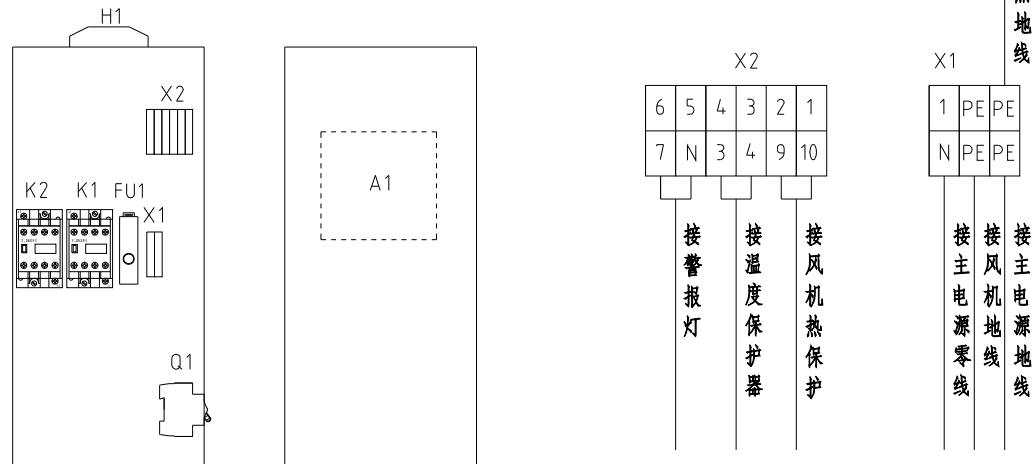 H1
X2
K2
K1
FU1
X1
Q1
A1
X2
6 5 4 3 2 1
7 N 3 4 9 10
接警报灯
接温度保护器
接风机热保护
地线
X1
1 PE PE
N PE PE
接主电源零线
接风机地线
接主电源地线